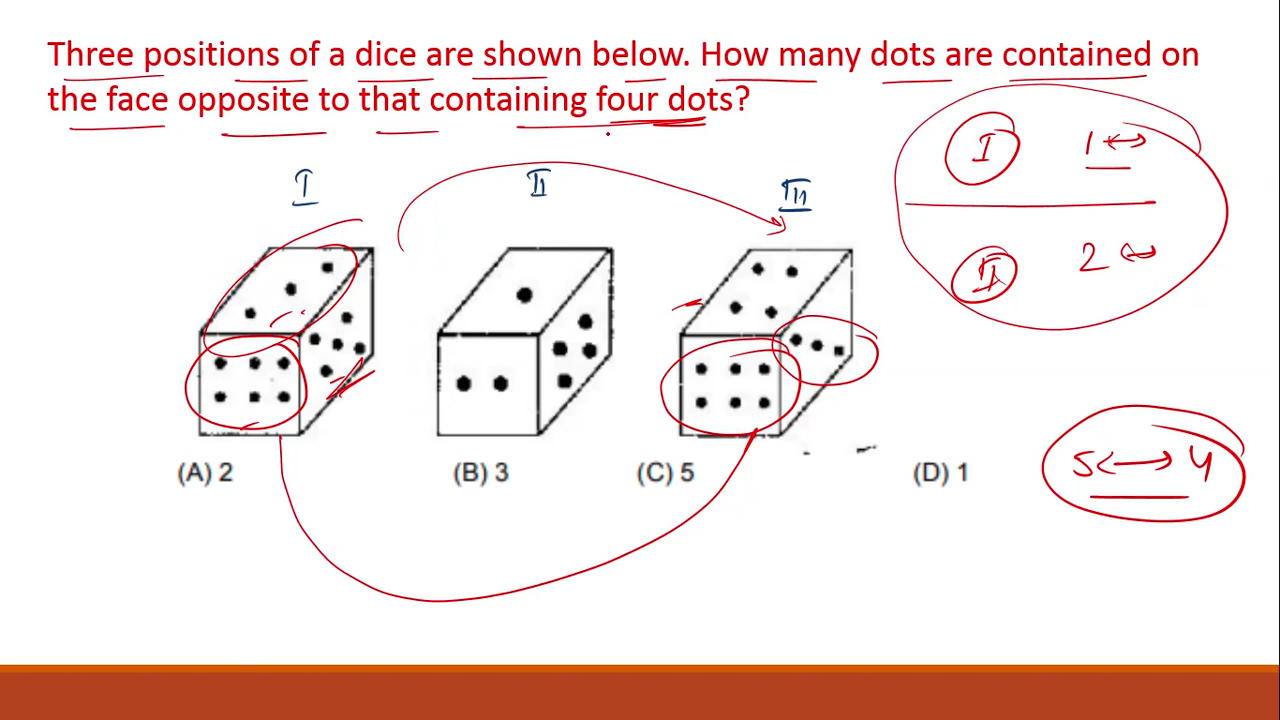 Three positions of a dice are shown below. How many dots are contained on
the face opposite to that containing four dots?
I II III
I 1 ↔
II 2 ↔
(A) 2 (B) 3 (C) 5 (D) 1
5 ↔ 4